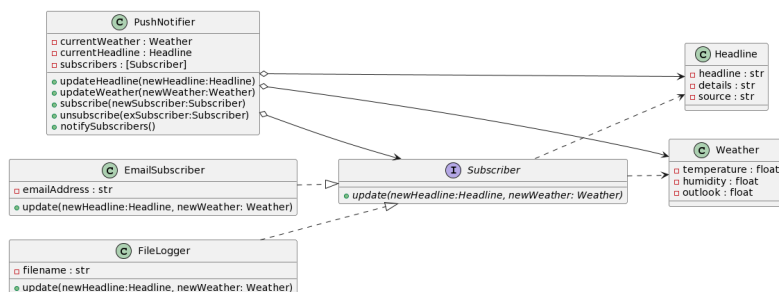 C PushNotifier
currentWeather : Weather
currentHeadline : Headline
subscribers : [Subscriber]
updateHeadline(newHeadline:Headline)
updateWeather(newWeather:Weather)
subscribe(newSubscriber:Subscriber)
unsubscribe(exSubscriber:Subscriber)
notifySubscribers()
C Headline
headline : str
details : str
source : str
C EmailSubscriber
emailAddress : str
update(newHeadline:Headline, newWeather: Weather)
I Subscriber
update(newHeadline:Headline, newWeather: Weather)
C Weather
temperature : float
humidity : float
outlook : float
C FileLogger
filename : str
update(newHeadline:Headline, newWeather: Weather)